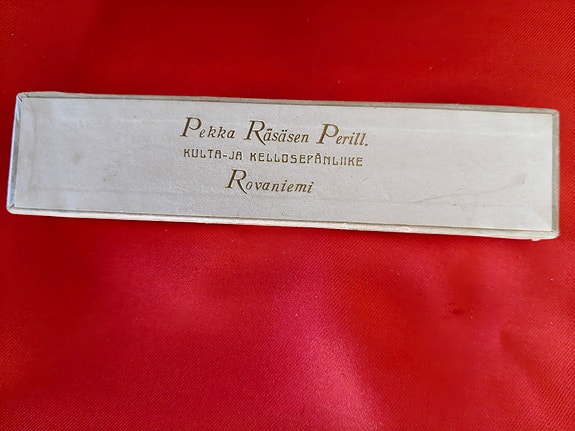 Pekka Räsäsen Perill.
KULTA-JA KELLOSEPÄNLIIKE
Rovaniemi